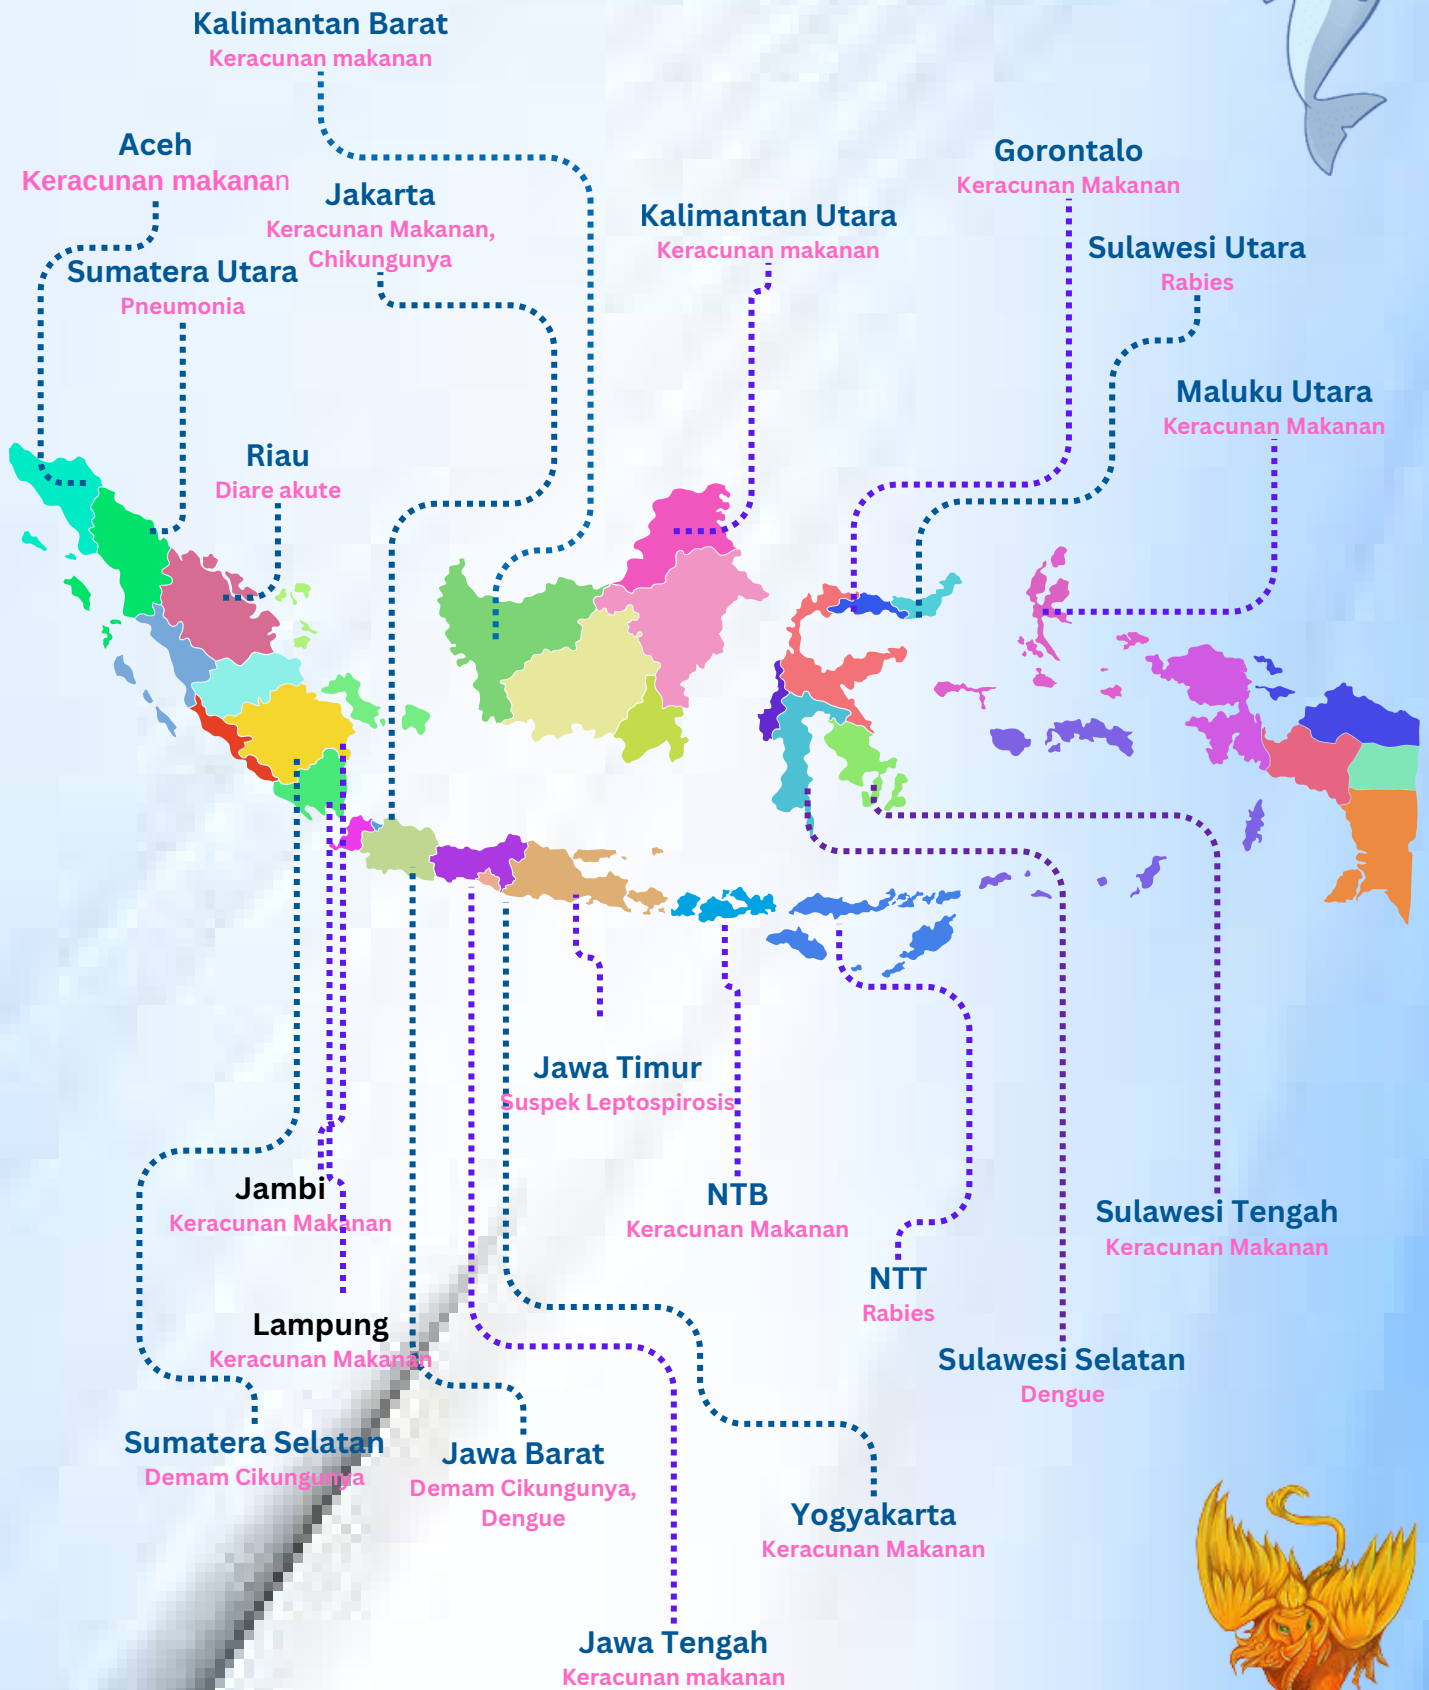 Kalimantan Barat
Keracunan makanan
Aceh
Keracunan makanan
Jakarta
Keracunan Makanan,
Chikungunya
Sumatera Utara
Pneumonia
Riau
Diare akute
Kalimantan Utara
Keracunan makanan
Gorontalo
Keracunan Makanan
Sulawesi Utara
Rabies
Maluku Utara
Keracunan Makanan
Jawa Timur
Suspek Leptospirosis
Jambi
Keracunan Makanan
NTB
Keracunan Makanan
Sulawesi Tengah
Keracunan Makanan
NTT
Rabies
Lampung
Keracunan Makanan
Sulawesi Selatan
Dengue
Sumatera Selatan
Demam Cikungunya
Jawa Barat
Demam Cikungunya,
Dengue
Yogyakarta
Keracunan Makanan
Jawa Tengah
Keracunan makanan